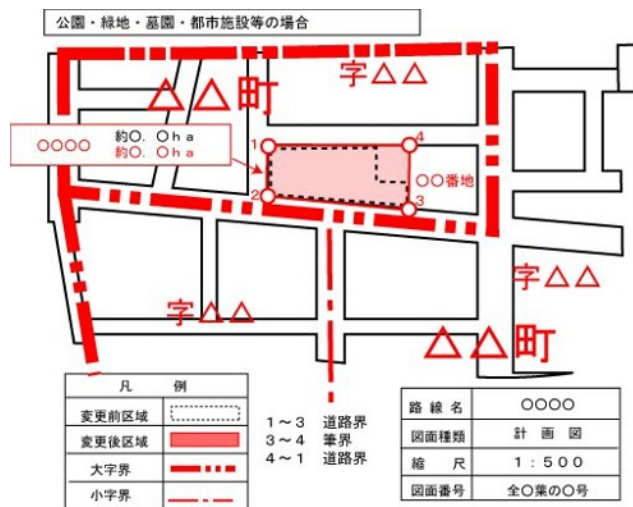 公園・緑地・墓園・都市施設等の場合
字△△
△△町
○○○○ 約○.○ha
約○.○ha
1
4
2
3
○○番地
字△△
字△△
△△町
凡 例
変更前区域
変更後区域
大字界
小字界
1~3 道路界
3~4 筆界
4~1 道路界
路線名 ○○○○
図面種類 計画図
縮尺 1:500
図面番号 全○葉の○号